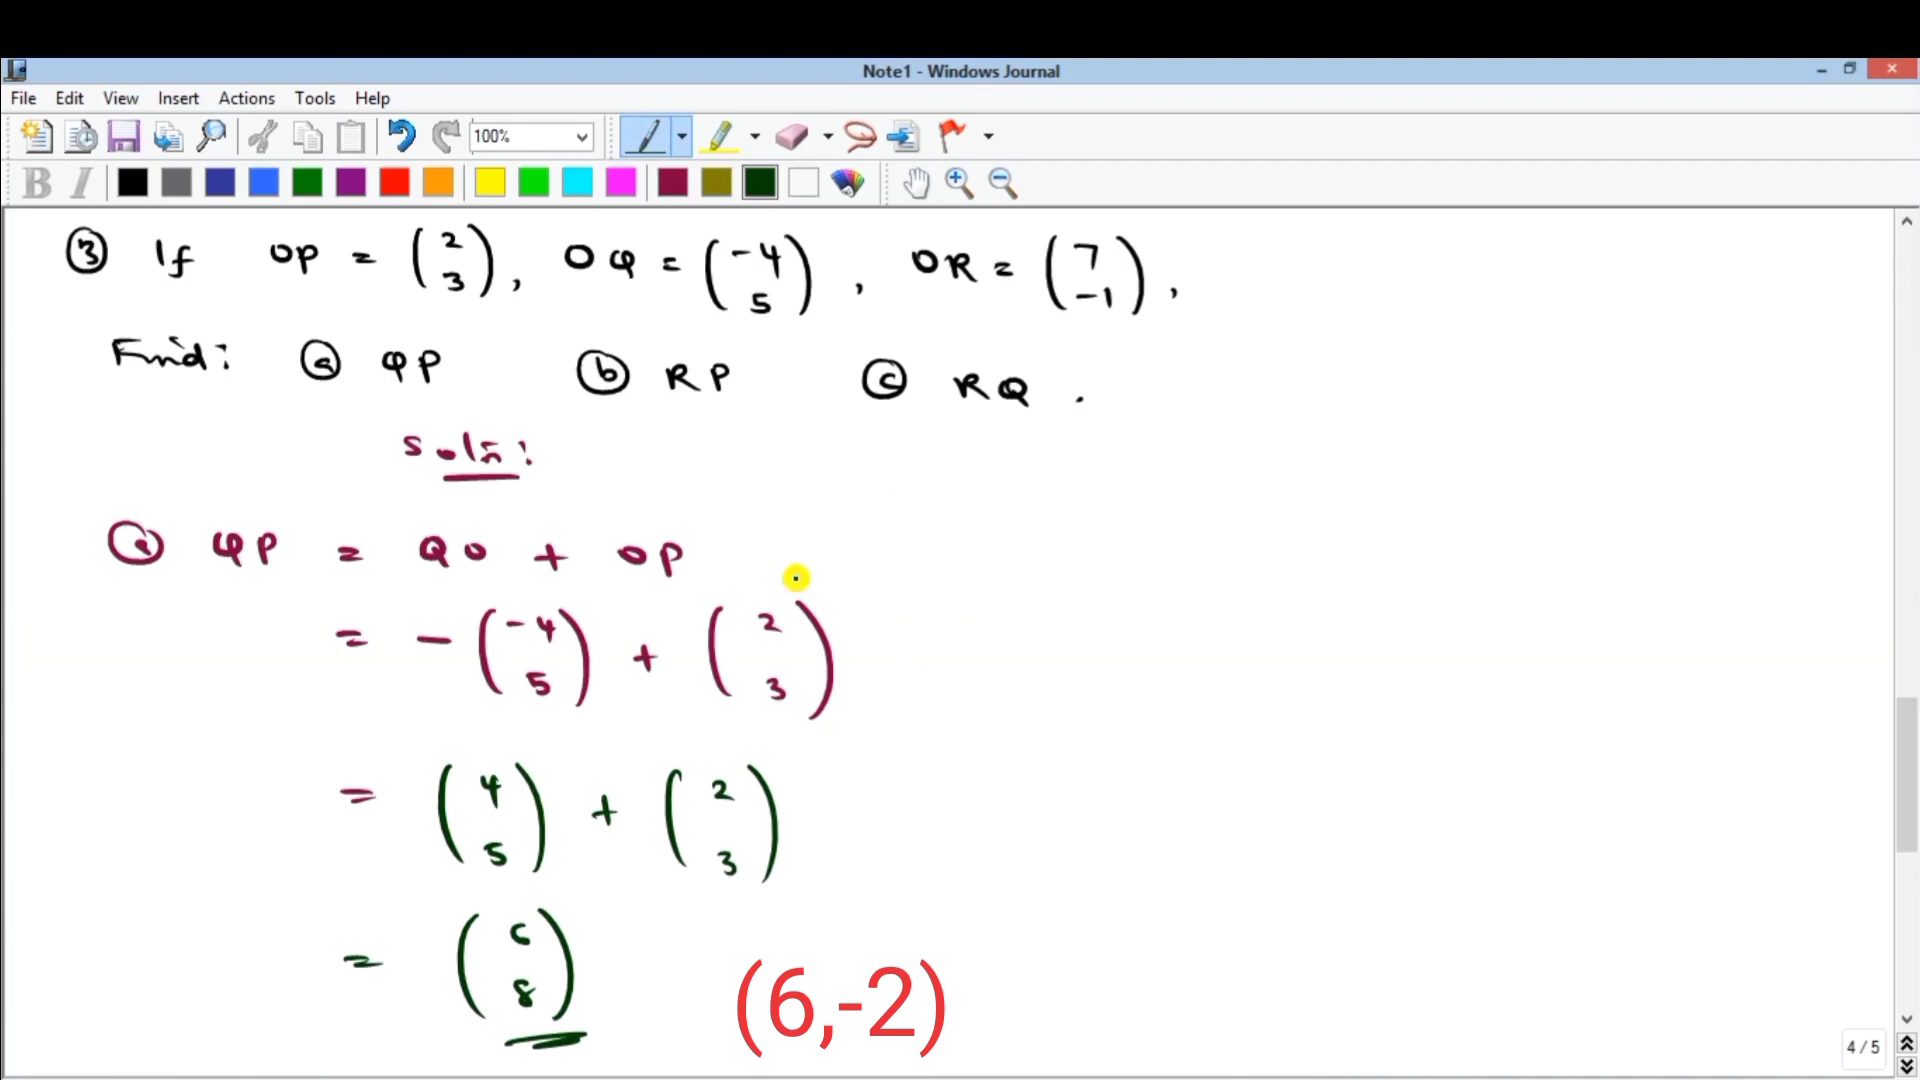 Note1 - Windows Journal
File Edit View Insert Actions Tools Help
100%
B I
③ If OP = (2 3), OQ = (-4 5), OR = (7 -1),
Find: ⓐ QP ⓑ RP ⓒ RQ .
soln:
ⓐ QP = QO + OP
= - (-4 5) + (2 3)
= (4 5) + (2 3)
= (6 8)
(6,-2)
4 / 5